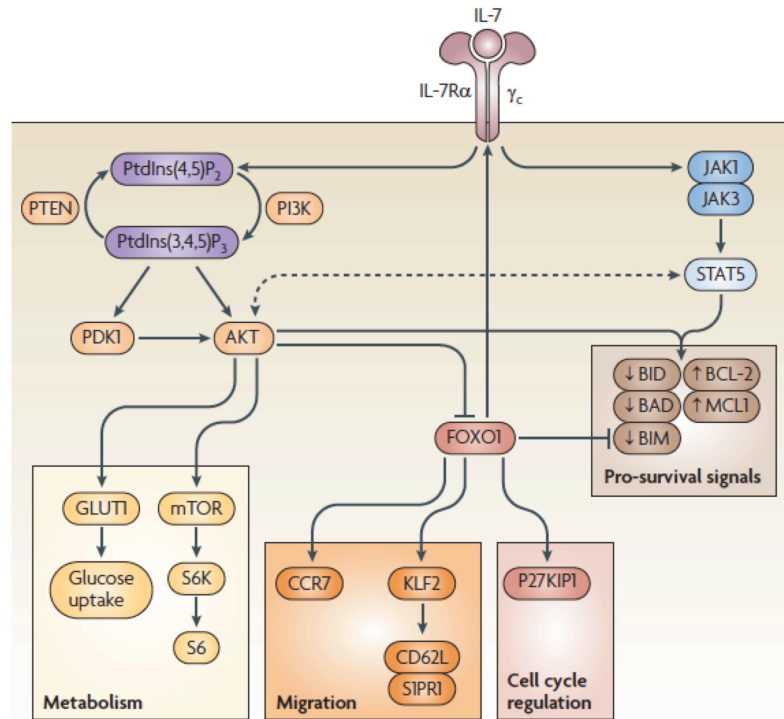 IL-7
IL-7Rα
γc
PtdIns(4,5)P2
PTEN
PI3K
PtdIns(3,4,5)P3
JAK1
JAK3
STAT5
PDK1
AKT
↓ BID
↑ BCL-2
↓ BAD
↑ MCL1
↓ BIM
Pro-survival signals
FOXO1
GLUT1
mTOR
Glucose
uptake
S6K
S6
Metabolism
CCR7
KLF2
CD62L
S1PR1
Migration
P27KIP1
Cell cycle
regulation